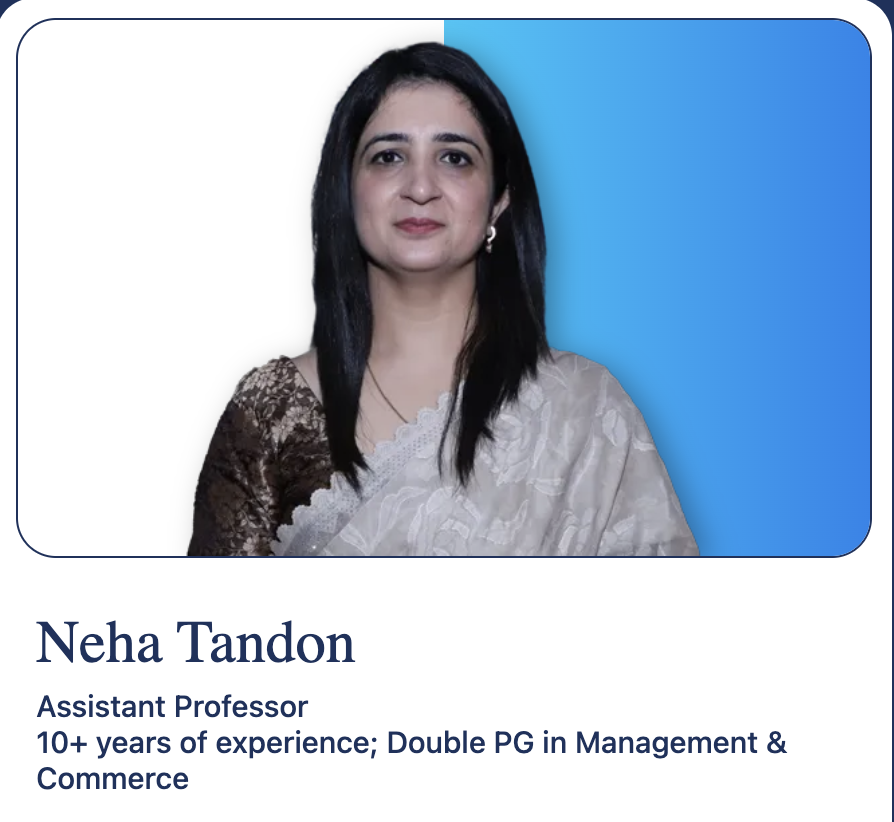 Neha Tandon
Assistant Professor
10+ years of experience; Double PG in Management &
Commerce